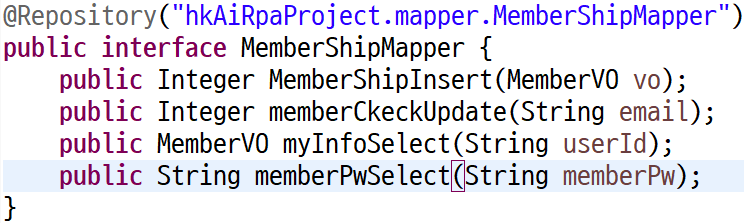 @Repository("hkAiRpaProject.mapper.MemberShipMapper")
public interface MemberShipMapper {
    public Integer MemberShipInsert(MemberVO vo);
    public Integer memberCkeckUpdate(String email);
    public MemberVO myInfoSelect(String userId);
    public String memberPwSelect(String memberPw);
}